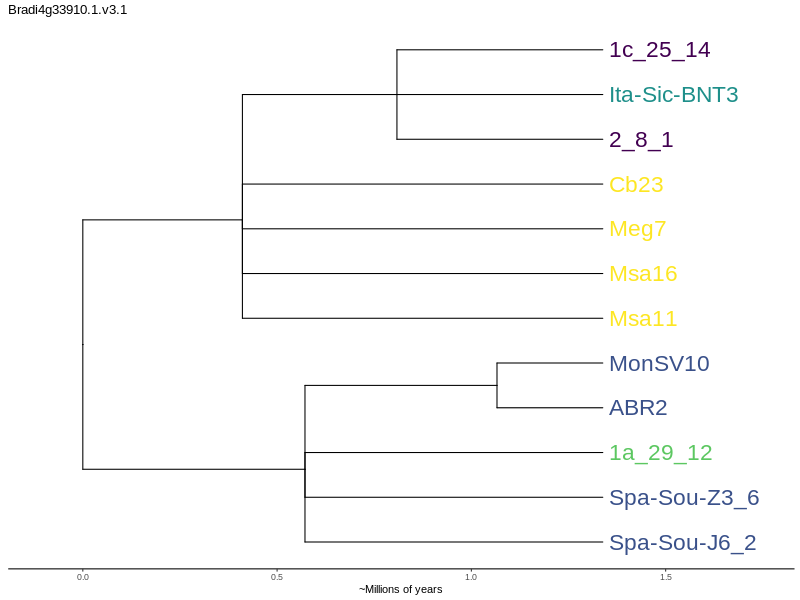 Bradi4g33910.1.v3.1
1c_25_14
Ita-Sic-BNT3
2_8_1
Cb23
Meg7
Msa16
Msa11
MonSV10
ABR2
1a_29_12
Spa-Sou-Z3_6
Spa-Sou-J6_2
0.0 0.5 1.0 1.5
~Millions of years